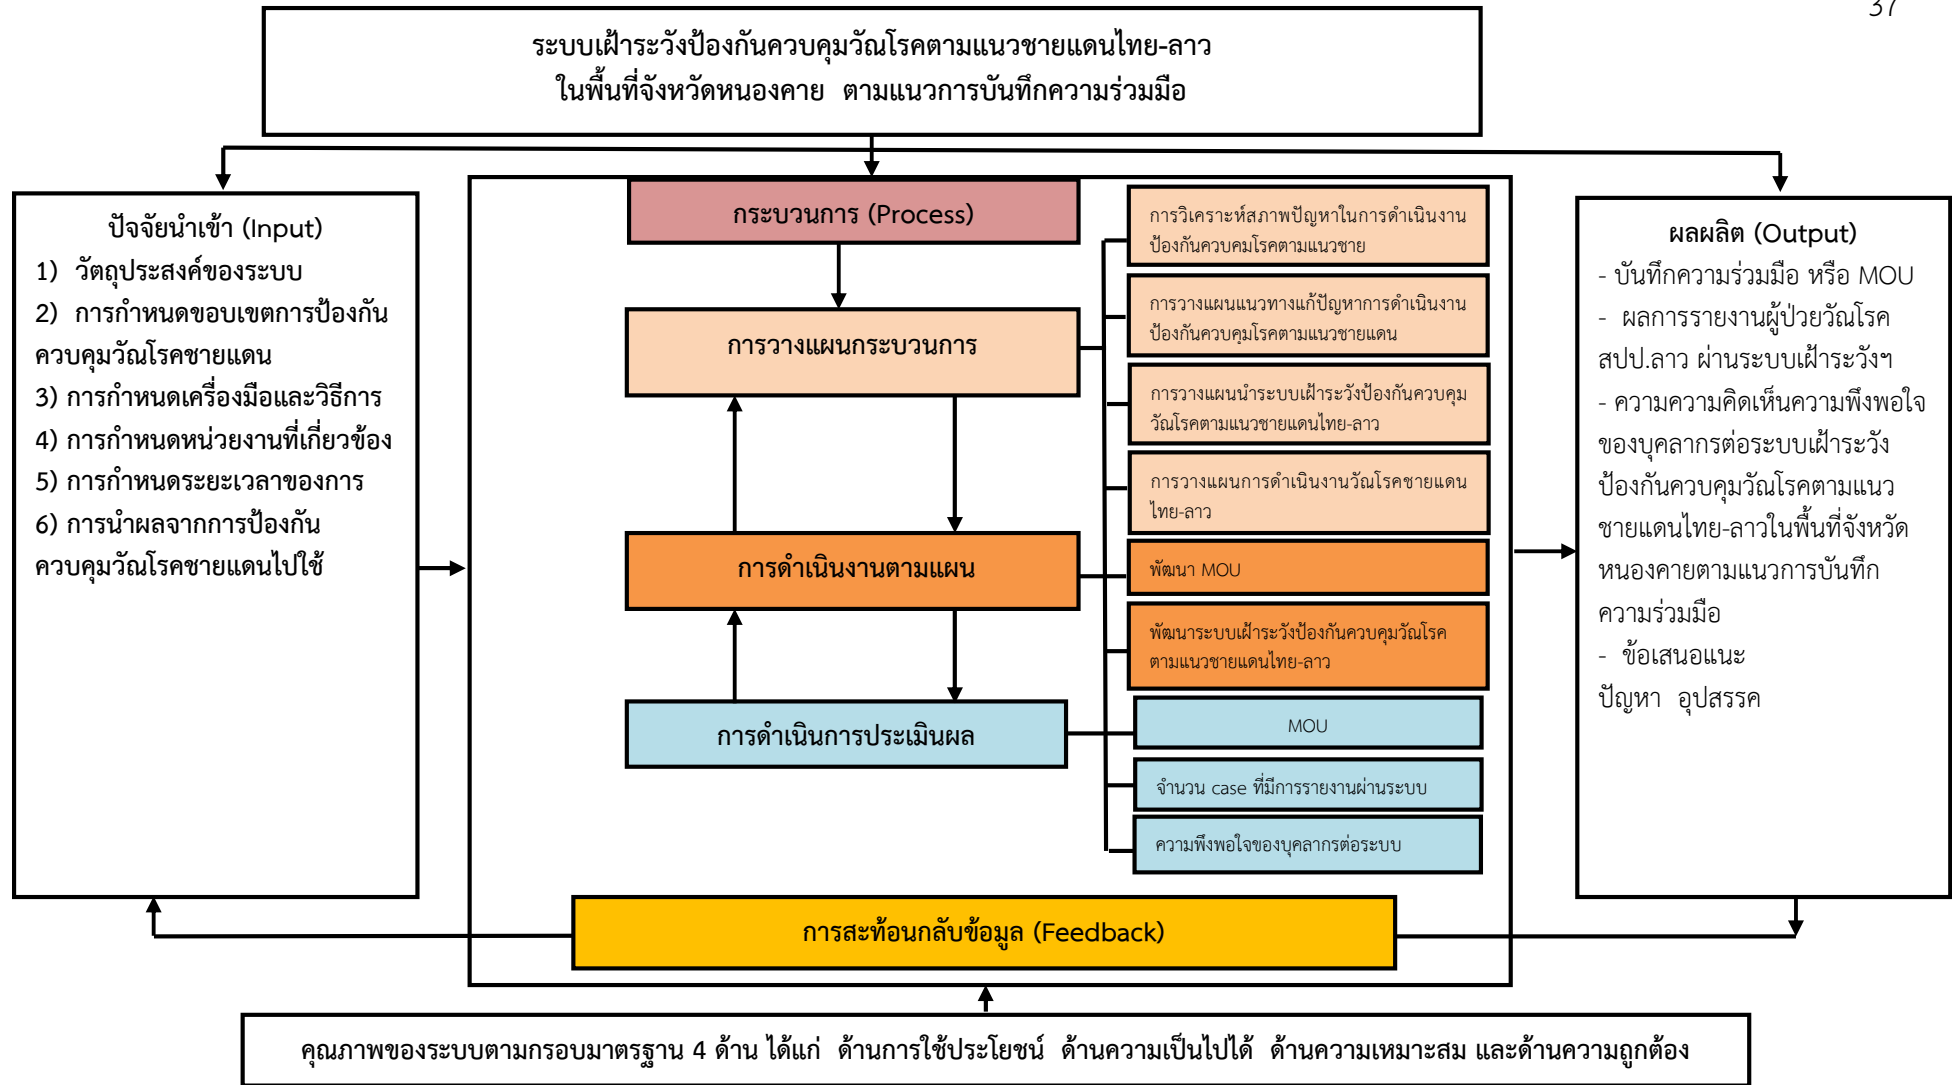 37
ระบบเฝ้าระวังป้องกันควบคุมวัณโรคตามแนวชายแดนไทย-ลาว
ในพื้นที่จังหวัดหนองคาย ตามแนวการบันทึกความร่วมมือ
ปัจจัยนำเข้า (Input)
1) วัตถุประสงค์ของระบบ
2) การกำหนดขอบเขตการป้องกัน
ควบคุมวัณโรคชายแดน
3) การกำหนดเครื่องมือและวิธีการ
4) การกำหนดหน่วยงานที่เกี่ยวข้อง
5) การกำหนดระยะเวลาของการ
6) การนำผลจากการป้องกัน
ควบคุมวัณโรคชายแดนไปใช้
กระบวนการ (Process)
การวางแผนกระบวนการ
การดำเนินงานตามแผน
การดำเนินการประเมินผล
การวิเคราะห์สภาพปัญหาในการดำเนินงาน
ป้องกันควบคมโรคตามแนวชาย
การวางแผนแนวทางแก้ปัญหาการดำเนินงาน
ป้องกันควบคุมโรคตามแนวชายแดน
การวางแผนนำระบบเฝ้าระวังป้องกันควบคุม
วัณโรคตามแนวชายแดนไทย-ลาว
การวางแผนการดำเนินงานวัณโรคชายแดน
ไทย-ลาว
พัฒนา MOU
พัฒนาระบบเฝ้าระวังป้องกันควบคุมวัณโรค
ตามแนวชายแดนไทย-ลาว
MOU
จำนวน case ที่มีการรายงานผ่านระบบ
ความพึงพอใจของบุคลากรต่อระบบ
ผลผลิต (Output)
- บันทึกความร่วมมือ หรือ MOU
- ผลการรายงานผู้ป่วยวัณโรค
สปป.ลาว ผ่านระบบเฝ้าระวังฯ
- ความความคิดเห็นความพึงพอใจ
ของบุคลากรต่อระบบเฝ้าระวัง
ป้องกันควบคุมวัณโรคตามแนว
ชายแดนไทย-ลาวในพื้นที่จังหวัด
หนองคายตามแนวการบันทึก
ความร่วมมือ
- ข้อเสนอแนะ
ปัญหา อุปสรรค
การสะท้อนกลับข้อมูล (Feedback)
คุณภาพของระบบตามกรอบมาตรฐาน 4 ด้าน ได้แก่ ด้านการใช้ประโยชน์ ด้านความเป็นไปได้ ด้านความเหมาะสม และด้านความถูกต้อง